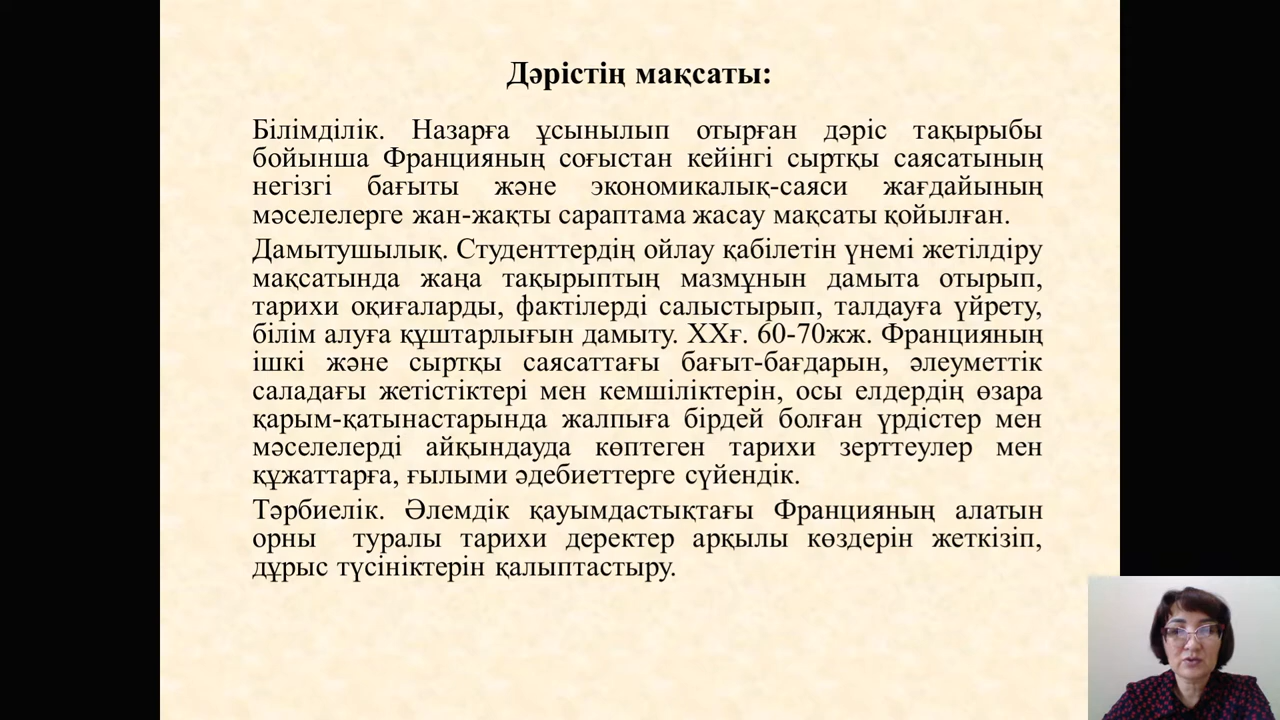 Дәрістің мақсаты:
Білімділік. Назарға ұсынылып отырған дәріс тақырыбы
бойынша Францияның соғыстан кейінгі сыртқы саясатының
негізгі бағыты және экономикалық-саяси жағдайының
мәселелерге жан-жақты сараптама жасау мақсаты қойылған.
Дамытушылық. Студенттердің ойлау қабілетін үнемі жетілдіру
мақсатында жаңа тақырыптың мазмұнын дамыта отырып,
тарихи оқиғаларды, фактілерді салыстырып, талдауға үйрету,
білім алуға құштарлығын дамыту. ХХғ. 60-70жж. Францияның
ішкі және сыртқы саясаттағы бағыт-бағдарын, әлеуметтік
саладағы жетістіктері мен кемшіліктерін, осы елдердің өзара
қарым-қатынастарында жалпыға бірдей болған үрдістер мен
мәселелерді айқындауда көптеген тарихи зерттеулер мен
құжаттарға, ғылыми әдебиеттерге сүйендік.
Тәрбиелік. Әлемдік қауымдастықтағы Францияның алатын
орны туралы тарихи деректер арқылы көздерін жеткізіп,
дұрыс түсініктерін қалыптастыру.